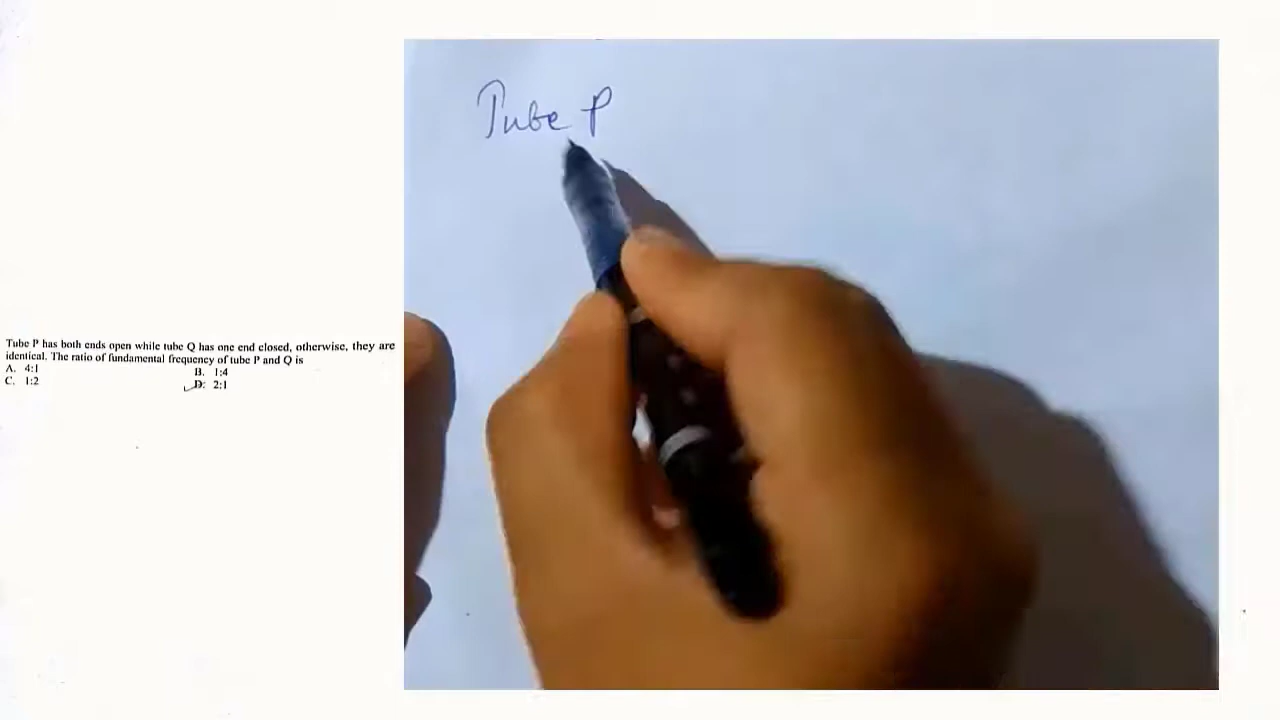 Tube P
Tube P has both ends open while tube Q has one end closed, otherwise, they are
identical. The ratio of fundamental frequency of tube P and Q is
A. 4:1 B. 1:4
C. 1:2 D: 2:1